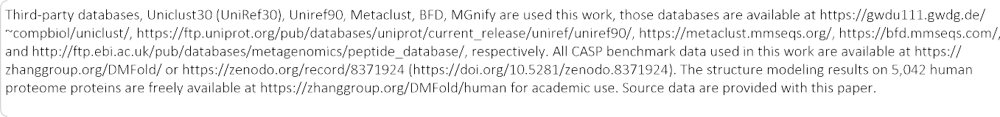 Third-party databases, Uniclust30 (UniRef30), Uniref90, Metaclust, BFD, MGnify are used this work, those databases are available at https://gwdu111.gwdg.de/
~compbiol/uniclust/, https://ftp.uniprot.org/pub/databases/uniprot/current_release/uniref/uniref90/, https://metaclust.mmseqs.org/, https://bfd.mmseqs.com/,
and http://ftp.ebi.ac.uk/pub/databases/metagenomics/peptide_database/, respectively. All CASP benchmark data used in this work are available at https://
zhanggroup.org/DMFold/ or https://zenodo.org/record/8371924 (https://doi.org/10.5281/zenodo.8371924). The structure modeling results on 5,042 human
proteome proteins are freely available at https://zhanggroup.org/DMFold/human for academic use. Source data are provided with this paper.